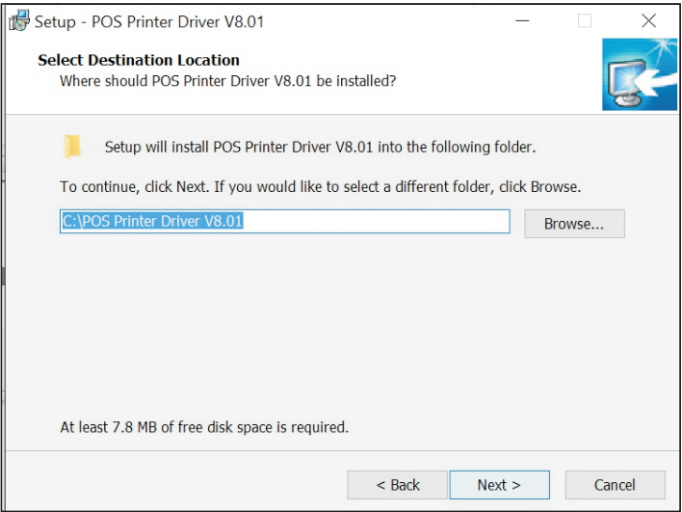 Setup - POS Printer Driver V8.01
Select Destination Location
Where should POS Printer Driver V8.01 be installed?
Setup will install POS Printer Driver V8.01 into the following folder.
To continue, click Next. If you would like to select a different folder, click Browse.
C:\POS Printer Driver V8.01
Browse...
At least 7.8 MB of free disk space is required.
< Back Next > Cancel